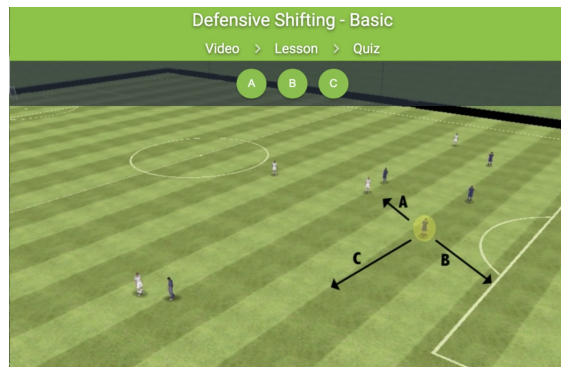 Defensive Shifting - Basic
Video > Lesson > Quiz
A B C
A
B
C